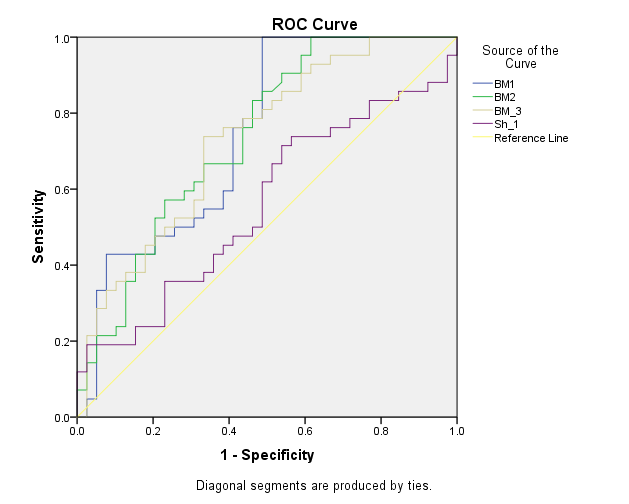 ROC Curve
1.0
0.8
0.6
0.4
0.2
0.0
Sensitivity
0.0 0.2 0.4 0.6 0.8 1.0
1 - Specificity
Source of the
Curve
BM1
BM2
BM_3
Sh_1
Reference Line
Diagonal segments are produced by ties.